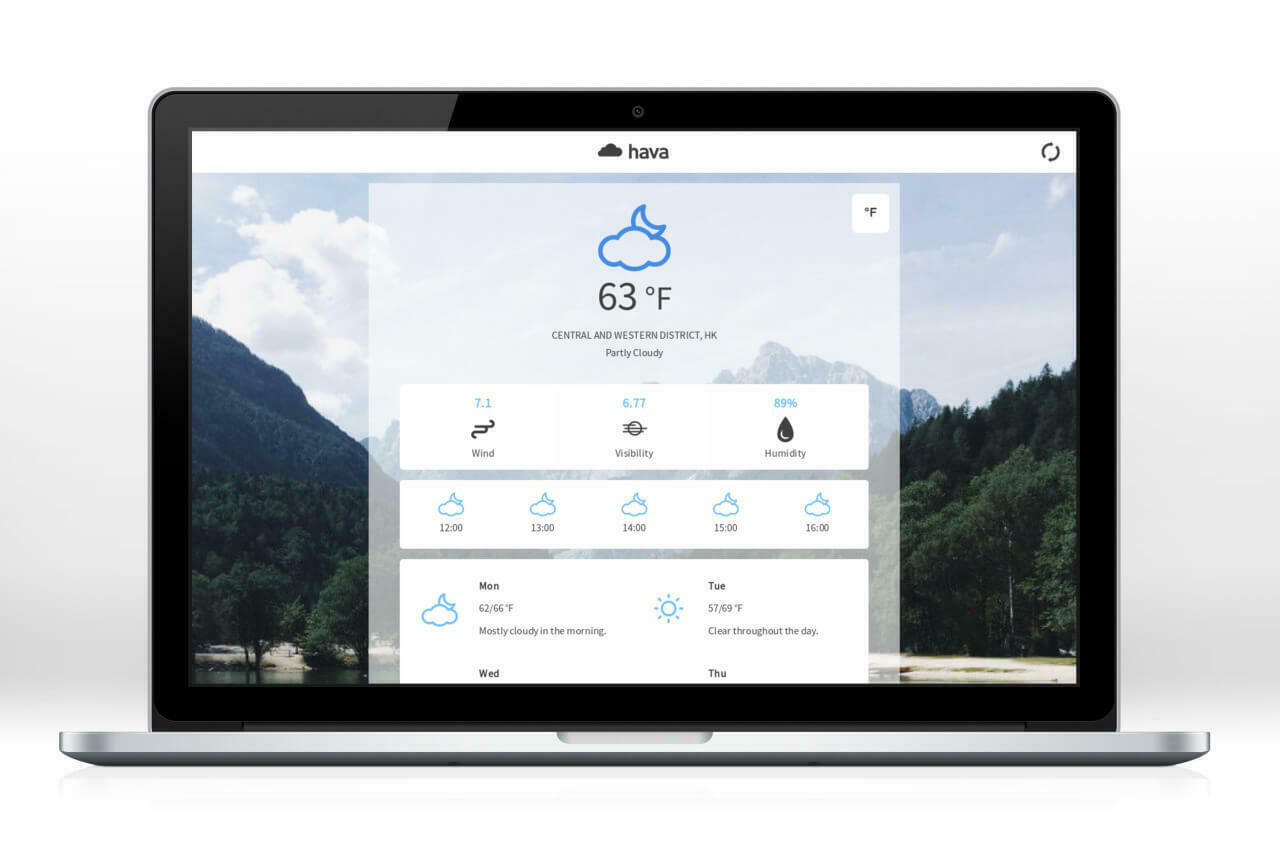 hava
°F
63 °F
CENTRAL AND WESTERN DISTRICT, HK
Partly Cloudy
7.1 6.77 89%
Wind Visibility Humidity
12:00 13:00 14:00 15:00 16:00
Mon Tue
62/66 °F 57/69 °F
Mostly cloudy in the morning. Clear throughout the day.
Wed Thu